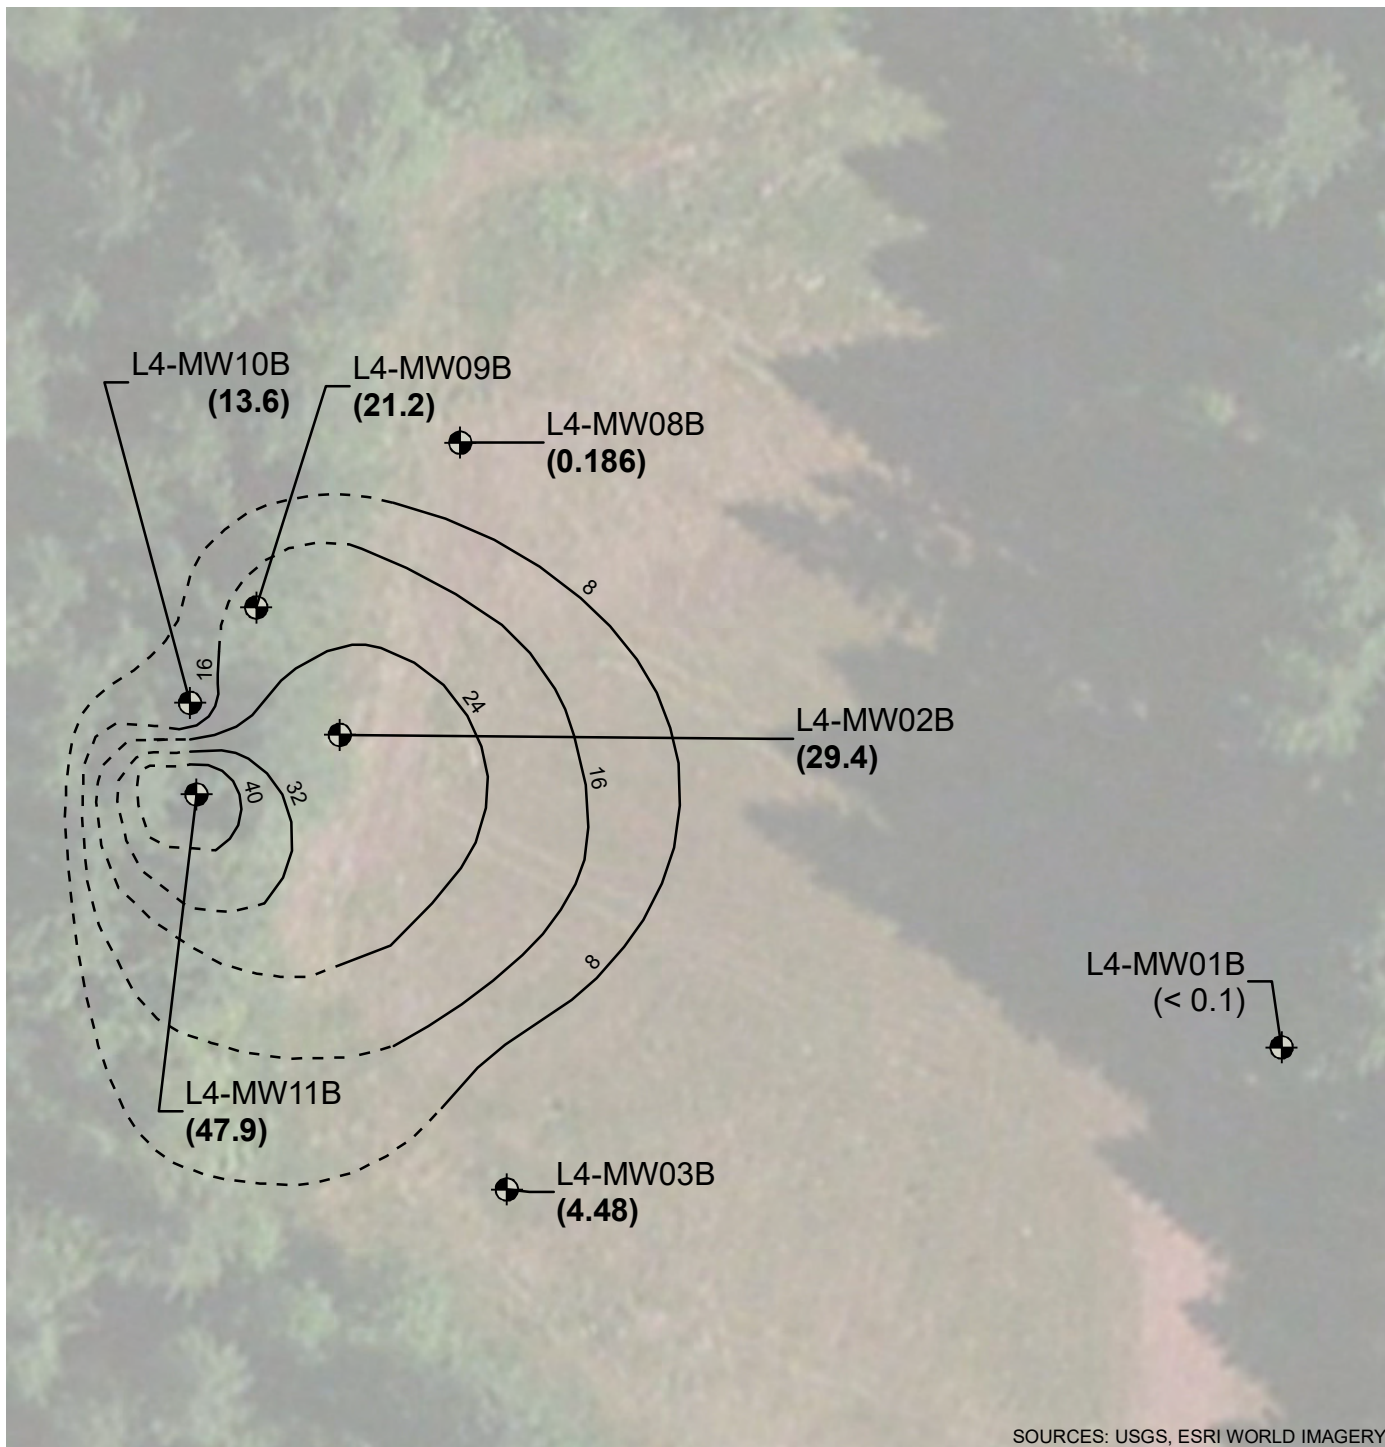 L4-MW10B
(13.6)
L4-MW09B
(21.2)
L4-MW08B
(0.186)
8
16
24
L4-MW02B
(29.4)
16
40
32
8
L4-MW01B
(< 0.1)
L4-MW11B
(47.9)
L4-MW03B
(4.48)
SOURCES: USGS, ESRI WORLD IMAGERY